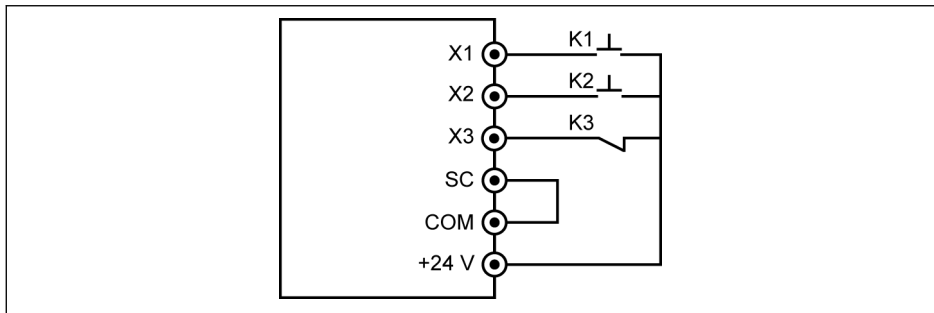 X1 K1
X2 K2
X3 K3
SC
COM
+24 V